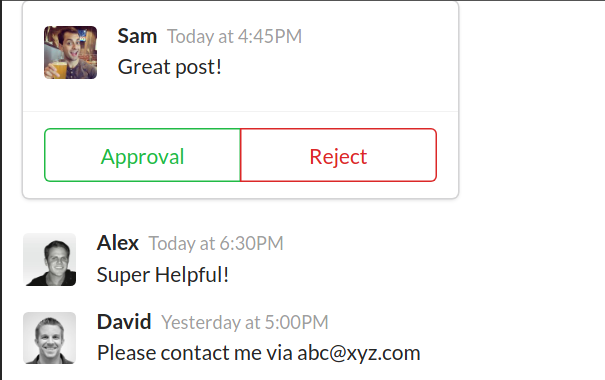 Sam Today at 4:45PM
Great post!
Approval Reject
Alex Today at 6:30PM
Super Helpful!
David Yesterday at 5:00PM
Please contact me via abc@xyz.com